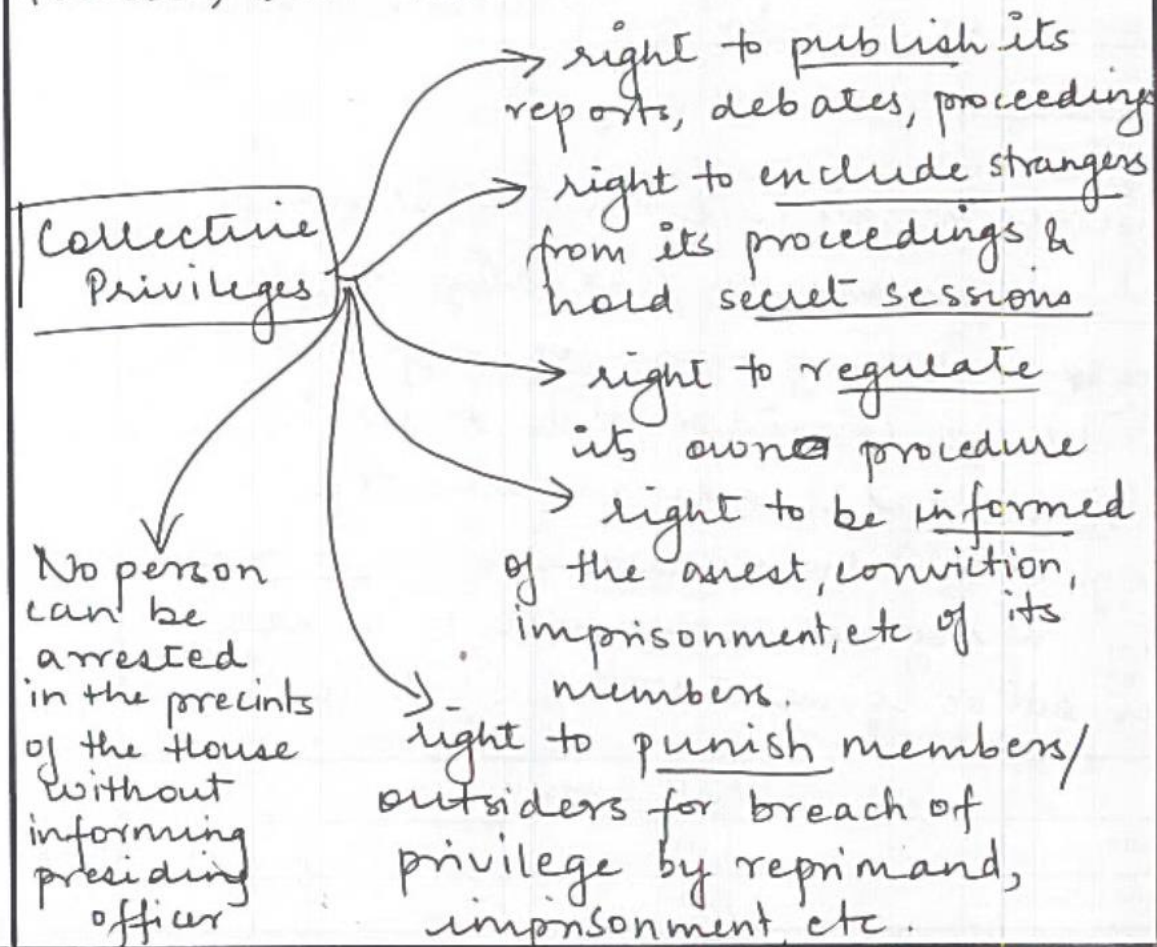 Collective
Privileges
right to publish its
reports, debates, proceedings
right to enclude strangers
from its proceedings &
hold secret sessions
right to regulate
its own procedure
right to be informed
of the arrest, conviction,
imprisonment, etc of its
members.
right to punish members/
outsiders for breach of
privilege by reprimand,
imprisonment, etc
No person
can be
arrested
in the precints
of the House
without
informing
presiding
officer